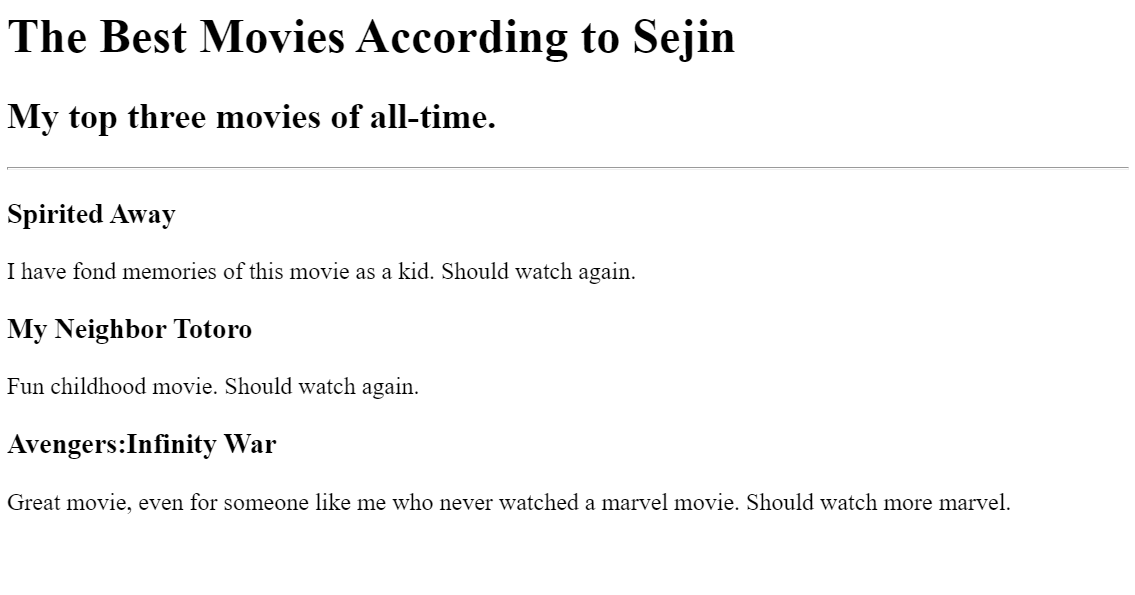 The Best Movies According to Sejin
My top three movies of all-time.
Spirited Away
I have fond memories of this movie as a kid. Should watch again.
My Neighbor Totoro
Fun childhood movie. Should watch again.
Avengers:Infinity War
Great movie, even for someone like me who never watched a marvel movie. Should watch more marvel.